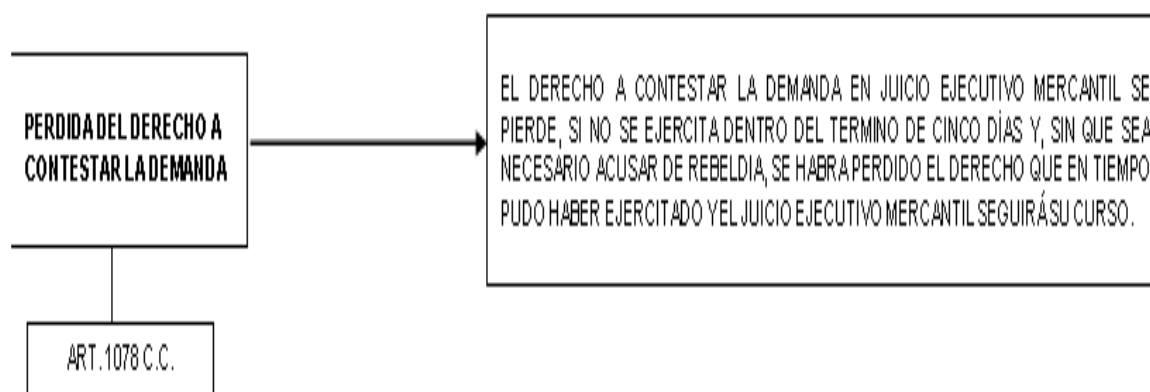 PERDIDA DEL DERECHO A
CONTESTAR LA DEMANDA
EL DERECHO A CONTESTAR LA DEMANDA EN JUICIO EJECUTIVO MERCANTIL SE
PIERDE, SI NO SE EJERCITA DENTRO DEL TERMINO DE CINCO DÍAS Y, SIN QUE SEA
NECESARIO ACUSAR DE REBELDIA, SE HABRA PERDIDO EL DERECHO QUE EN TIEMPO
PUDO HABER EJERCITADO Y EL JUICIO EJECUTIVO MERCANTIL SEGUIRÁ SU CURSO.
ART. 1078 C.C.